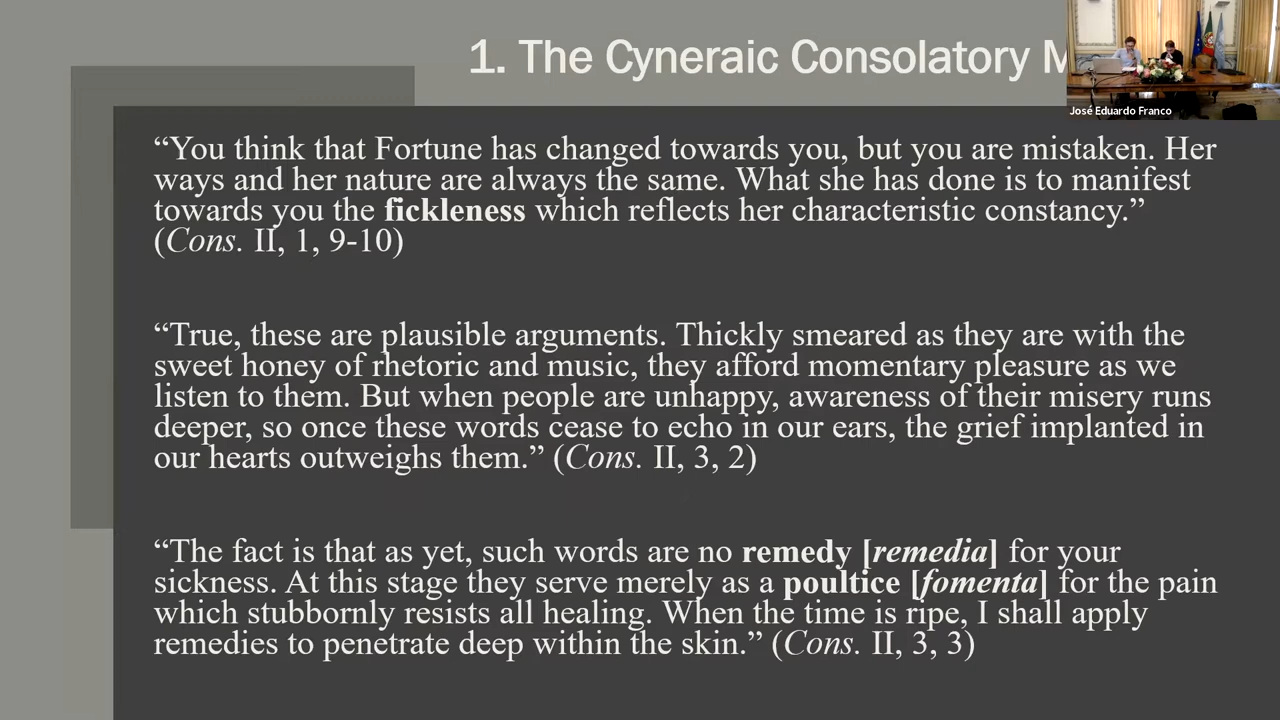 1. The Cyneraic Consolatory M
José Eduardo Franco
“You think that Fortune has changed towards you, but you are mistaken. Her
ways and her nature are always the same. What she has done is to manifest
towards you the fickleness which reflects her characteristic constancy.”
(Cons. II, 1, 9-10)
“True, these are plausible arguments. Thickly smeared as they are with the
sweet honey of rhetoric and music, they afford momentary pleasure as we
listen to them. But when people are unhappy, awareness of their misery runs
deeper, so once these words cease to echo in our ears, the grief implanted in
our hearts outweighs them.” (Cons. II, 3, 2)
“The fact is that as yet, such words are no remedy [remedia] for your
sickness. At this stage they serve merely as a poultice [fomenta] for the pain
which stubbornly resists all healing. When the time is ripe, I shall apply
remedies to penetrate deep within the skin.” (Cons. II, 3, 3)